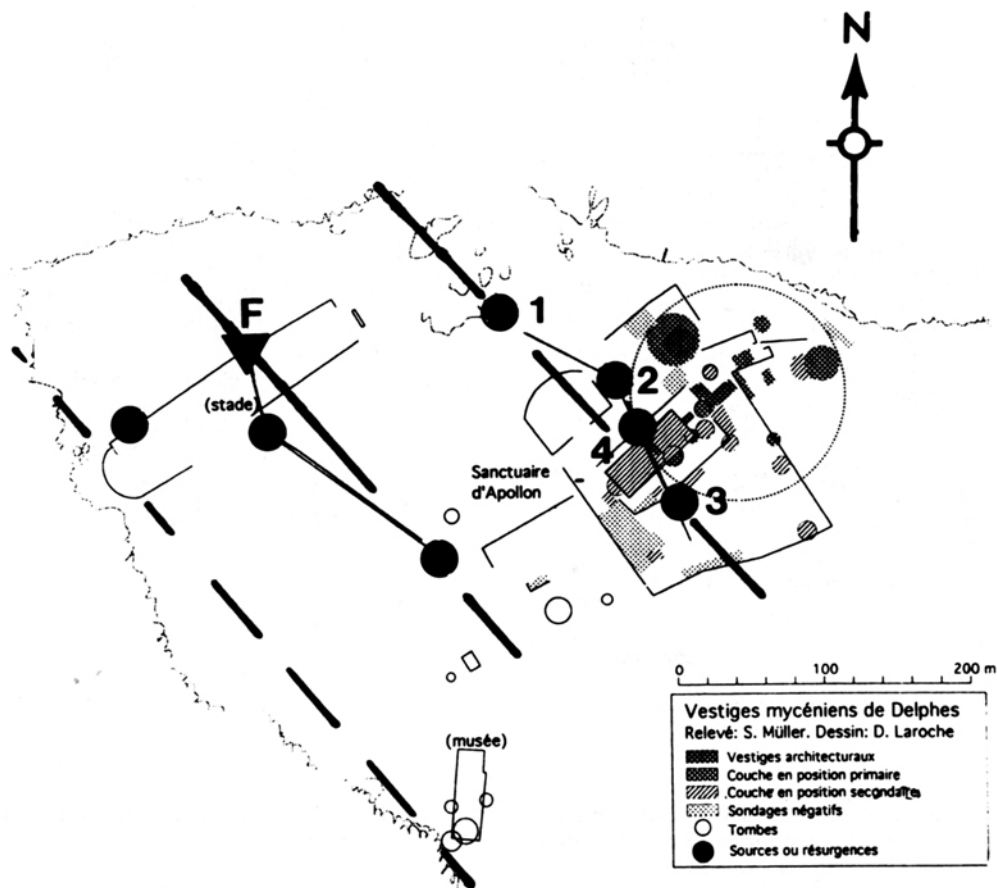 N
F
1
2
(stade)
4
Sanctuaire
d'Apollon
3
0 100 200 m
Vestiges mycéniens de Delphes
Relevé: S. Müller. Dessin: D. Laroche
(musée)
Vestiges architecturaux
Couche en position primaire
Couche en position secondaires
Sondages négatifs
Tombes
Sources ou résurgences